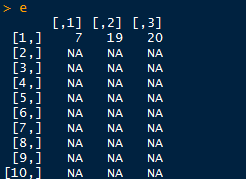 > e
[,1] [,2] [,3]
[1,] 7 19 20
[2,] NA NA NA
[3,] NA NA NA
[4,] NA NA NA
[5,] NA NA NA
[6,] NA NA NA
[7,] NA NA NA
[8,] NA NA NA
[9,] NA NA NA
[10,] NA NA NA